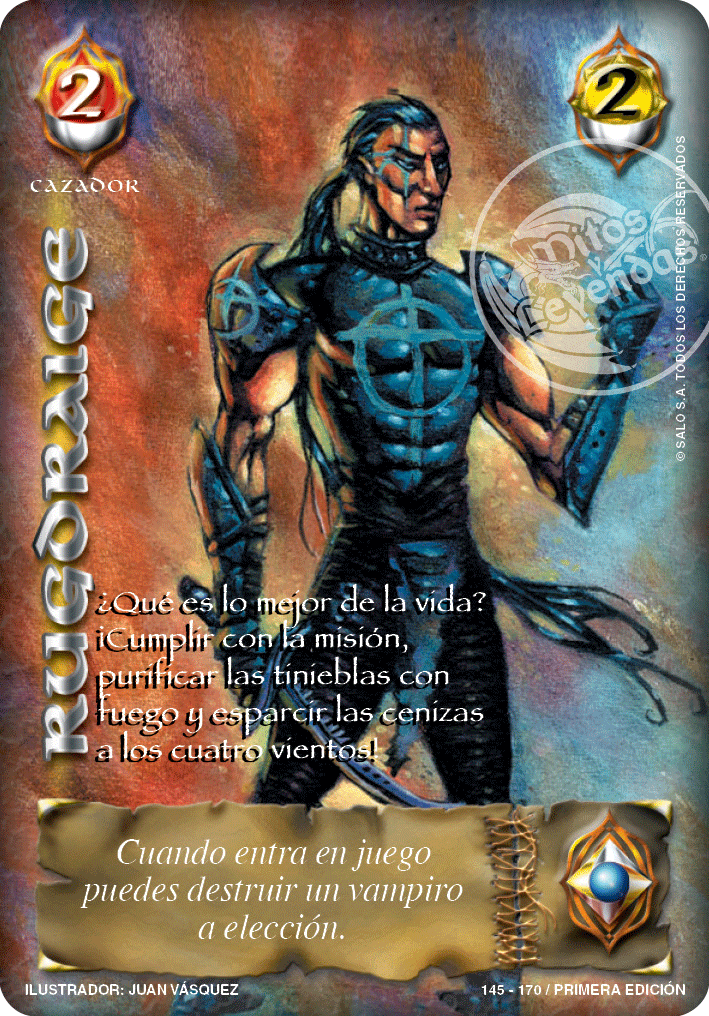 2
2
CAZADOR
RUGDRALGE
Mitos
y
Leyendas
®
© SALO S.A. TODOS LOS DERECHOS RESERVADOS
¿Qué es lo mejor de la vida?
¡Cumplir con la misión,
purificar las tinieblas con
fuego y esparcir las cenizas
a los cuatro vientos!
Cuando entra en juego
puedes destruir un vampiro
a elección.
ILUSTRADOR: JUAN VÁSQUEZ
145 - 170 / PRIMERA EDICIÓN